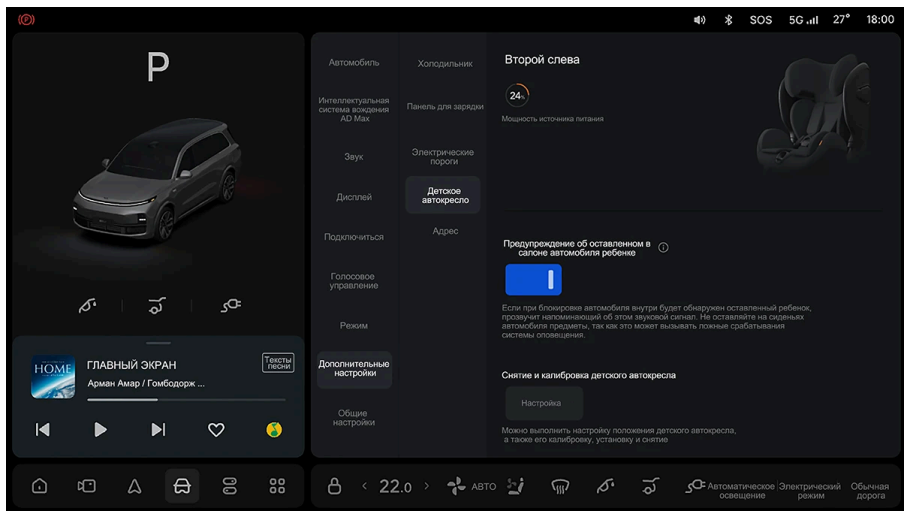 (P)
SOS
5G
27°
18:00
P
Автомобиль
Интеллектуальная
система вождения
AD Max
Звук
Дисплей
Подключиться
Голосовое
управление
Режим
Дополнительные
настройки
Общие
настройки
Холодильник
Панель для зарядки
Электрические
пороги
Детское
автокресло
Адрес
Второй слева
24%
Мощность источника питания
Предупреждение об оставленном в
салоне автомобиля ребенке
Если при блокировке автомобиля внутри будет обнаружен оставленный ребенок,
прозвучит напоминающий об этом звуковой сигнал. Не оставляйте на сиденьях
автомобиля предметы, так как это может вызывать ложные срабатывания
системы оповещения.
Снятие и калибровка детского автокресла
Настройка
Можно выполнить настройку положения детского автокресла,
а также его калибровку, установку и снятие
HOME
ГЛАВНЫЙ ЭКРАН
Арман Амар / Гомбодорж ...
Тексты
песни
22.0
АВТО
Автоматическое
освещение
Электрический
режим
Обычная
дорога